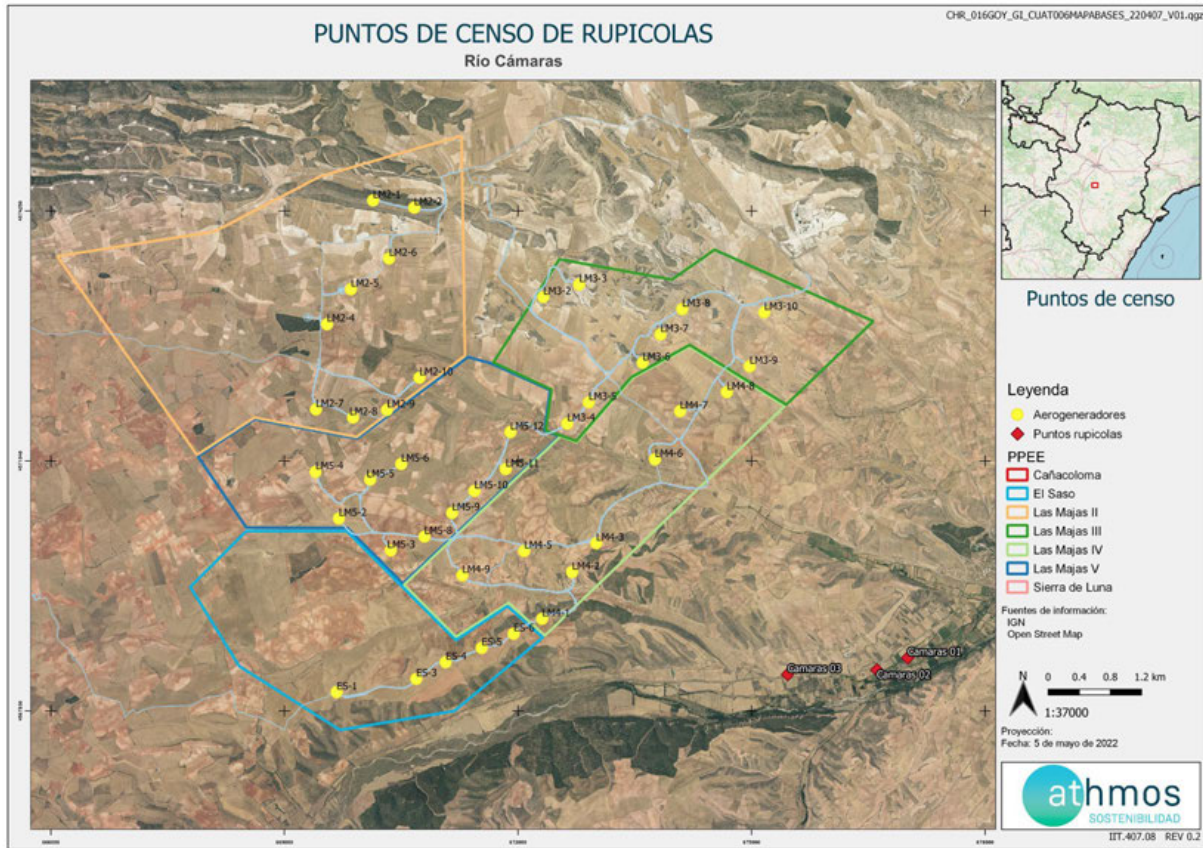 CHR_016GOY_GI_CUAT006MAPABASES_220407_V01.qgz
PUNTOS DE CENSO DE RUPICOLAS
Río Cámaras
LM2-1
LM2-2
LM2-6
LM2-5
LM2-4
LM2-10
LM2-7
LM2-8
LM2-9
LM3-3
LM3-2
LM3-8
LM3-10
LM3-7
LM3-6
LM3-9
LM3-5
LM3-4
LM4-8
LM4-7
LM4-6
LM5-12
LM5-6
LM5-4
LM5-5
LM5-11
LM5-10
LM5-2
LM5-9
LM5-8
LM5-3
LM4-5
LM4-3
LM4-9
LM4-2
LM4-1
ES-6
ES-5
ES-4
ES-3
ES-1
Camaras 03
Camaras 02
Camaras 01
Puntos de censo
Leyenda
Aerogeneradores
Puntos rupicolas
PPEE
Cañacoloma
El Saso
Las Majas II
Las Majas III
Las Majas IV
Las Majas V
Sierra de Luna
Fuentes de información:
IGN
Open Street Map
N
0 0.4 0.8 1.2 km
1:37000
Proyección:
Fecha: 5 de mayo de 2022
athmos
SOSTENIBILIDAD
IIT.407.08 REV 0.2